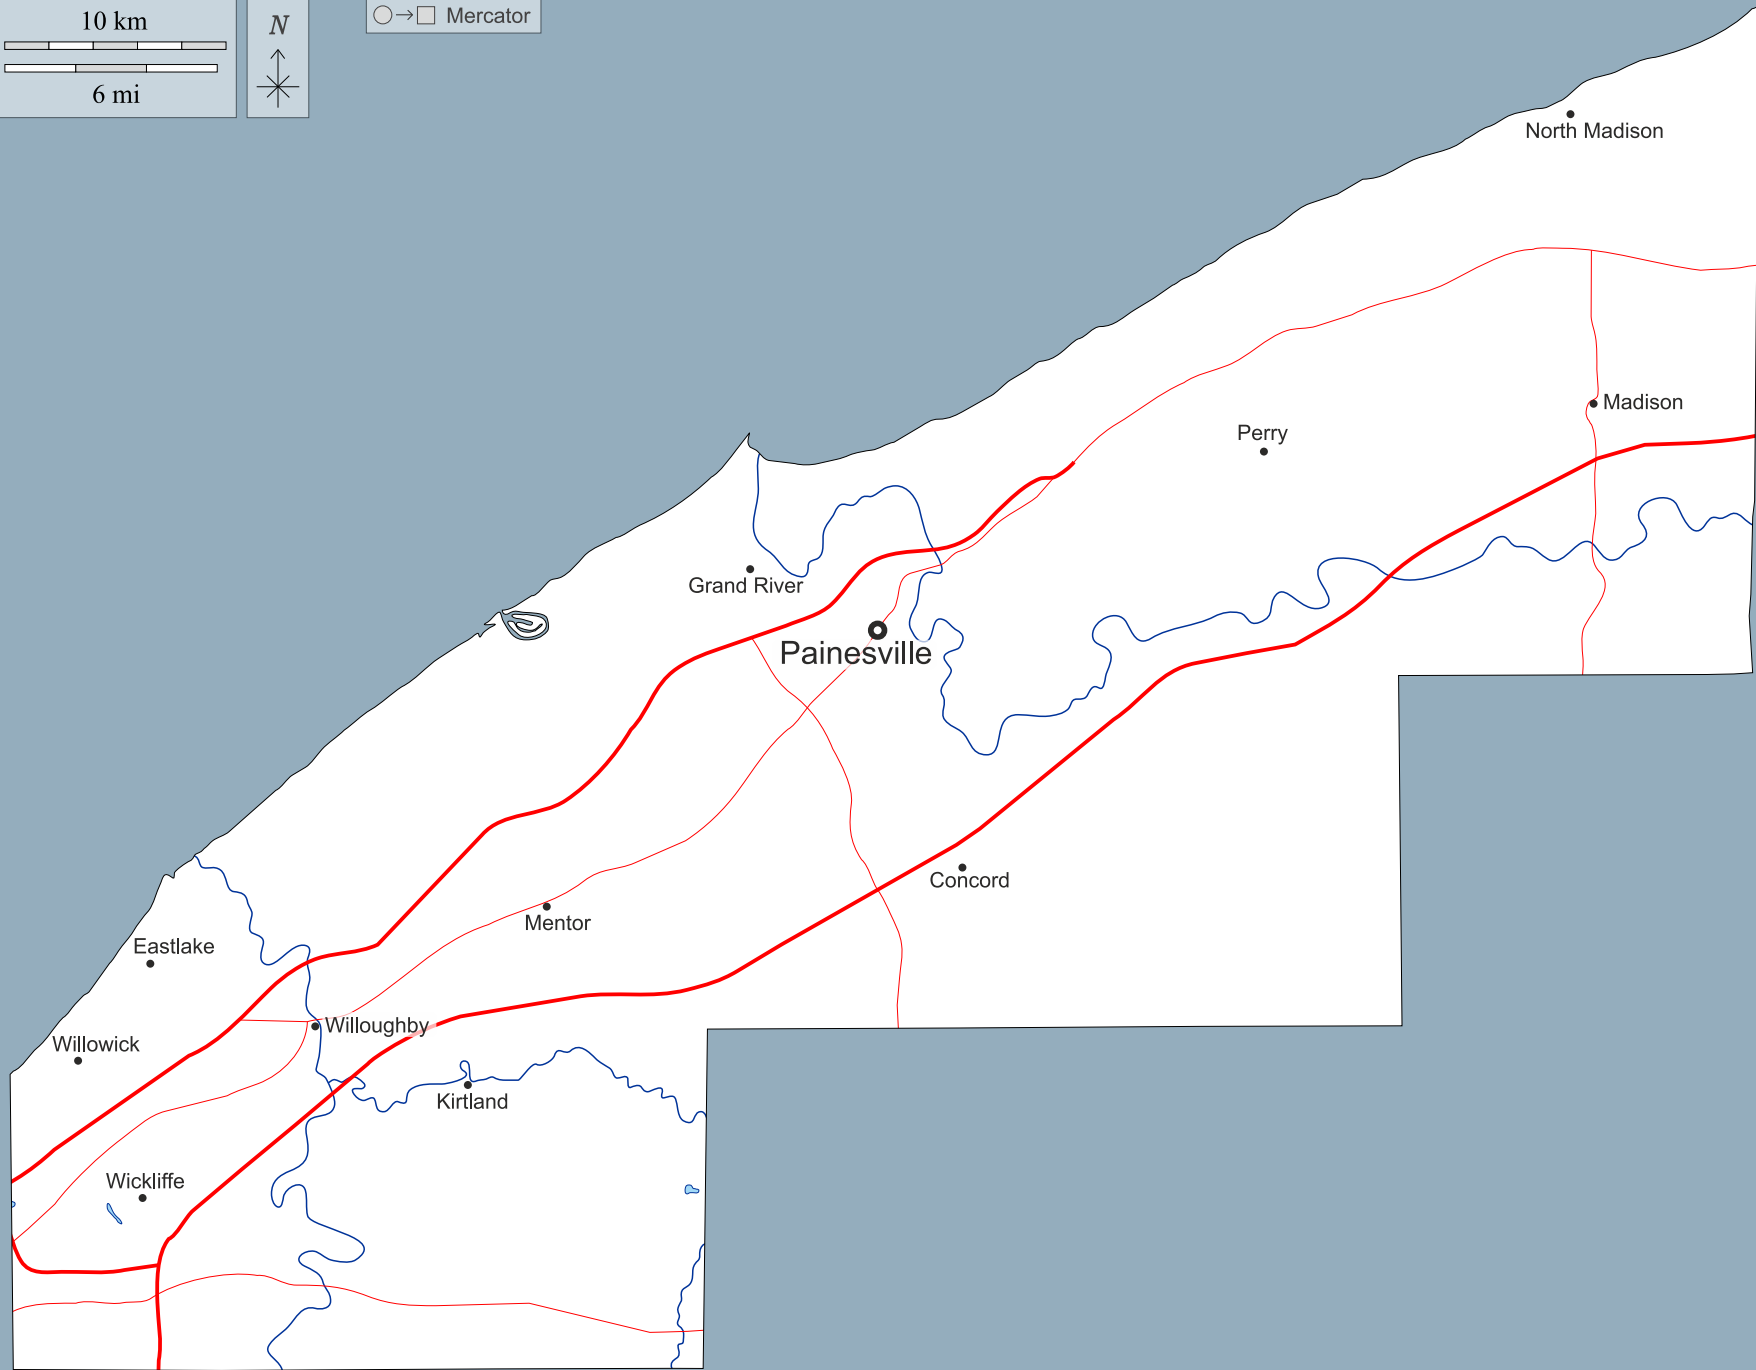 10 km
6 mi
N
Mercator
North Madison
Madison
Perry
Grand River
Painesville
Concord
Mentor
Eastlake
Willoughby
Willowick
Kirtland
Wickliffe